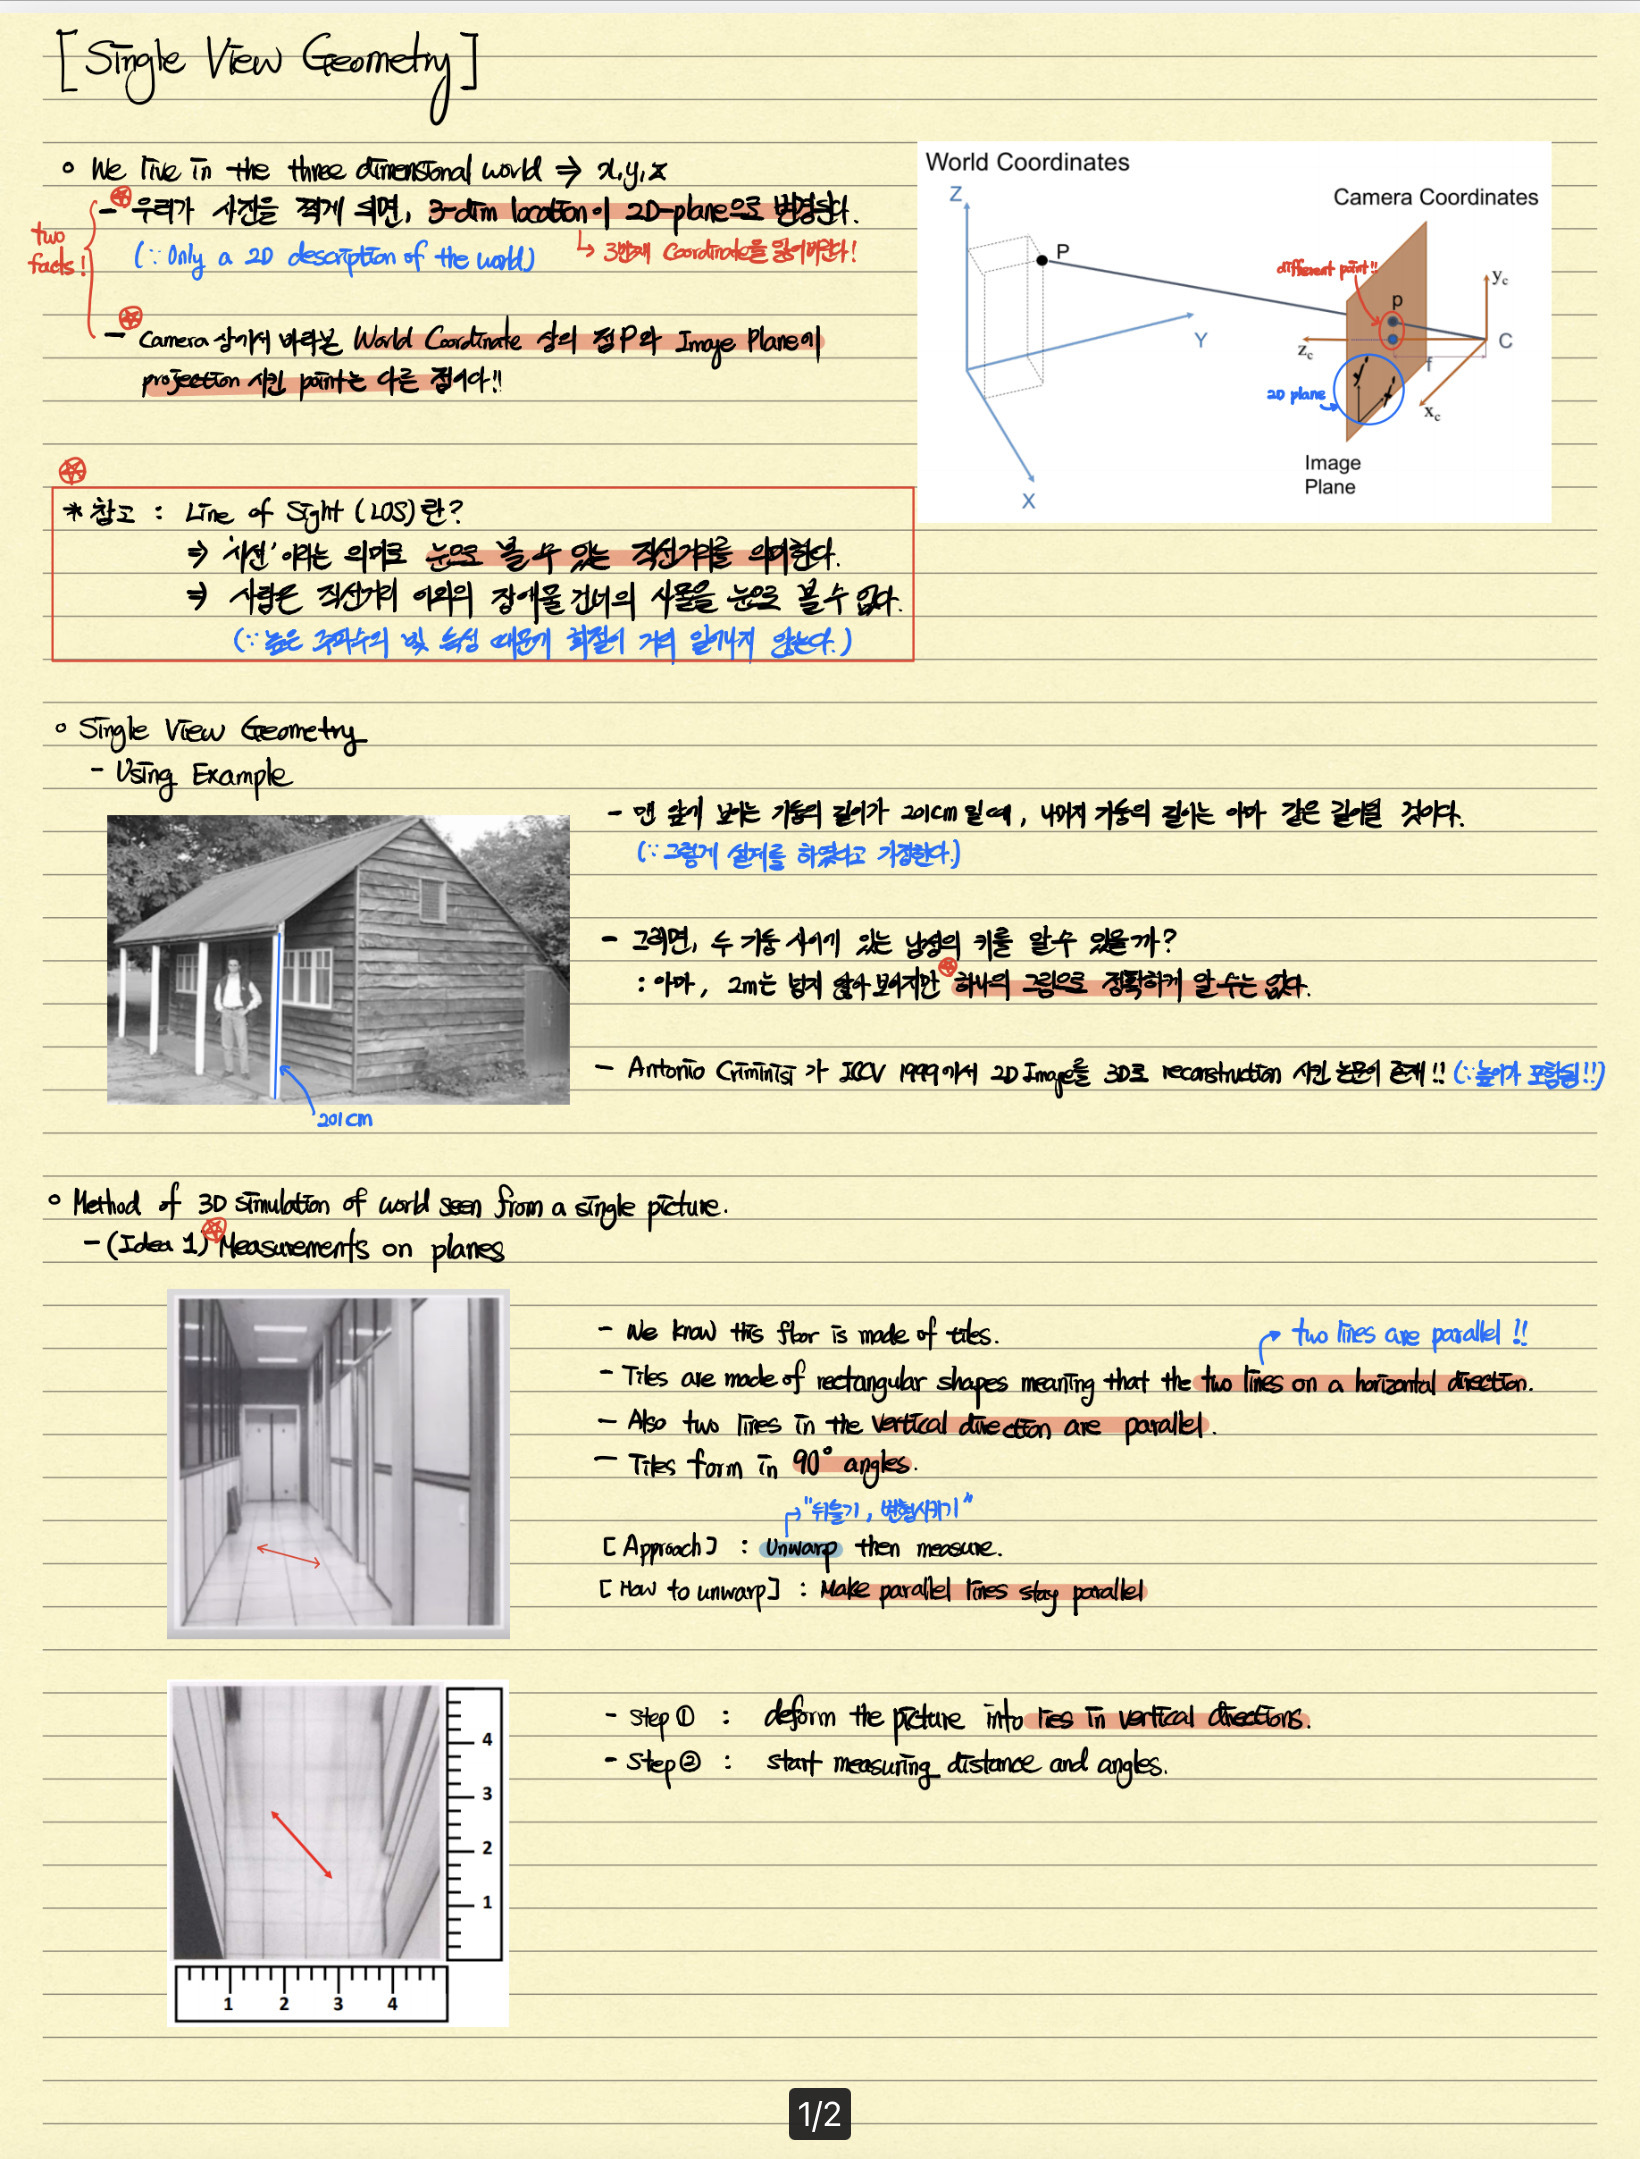 [Single View Geometry]
○ We live in the three dimensional world ⇒ x, y, z
two facts!
- 우리가 사진을 찍게 되면, 3-dim location이 2D-plane으로 변경된다.
(∵ Only a 2D description of the world)
↳ 3번째 Coordinate를 잃어버린다!
- Camera 상에서 바라본 World Coordinate 상의 점P와 Image Plane에
projection 시킨 point는 다른 점이다!!
World Coordinates
Camera Coordinates
Z
P
Y
X
different point!!
p
y_c
z_c
C
f
x_c
2D plane
y
x
Image
Plane
* 참고 : Line of Sight (LOS)란?
⇒ '시선'이라는 의미로 눈으로 볼 수 있는 직선거리를 의미한다.
⇒ 사람은 직선거리 이외의 장애물 건너의 사물을 눈으로 볼 수 없다.
(∵ 높은 주파수의 빛 특성 때문에 회절이 거의 일어나지 않는다.)
○ Single View Geometry
- Using Example
- 맨 앞에 보이는 기둥의 길이가 201cm 일 때, 나머지 기둥의 길이는 아마 같은 길이일 것이다.
(∵ 그렇게 설계를 하였다고 가정한다.)
- 그러면, 두 기둥 사이에 있는 남성의 키를 알 수 있을까?
: 아마, 2m는 넘지 않아 보이지만 하나의 그림으로 정확하게 알 수는 없다.
- Antonio Criminisi 가 ICCV 1999에서 2D Image를 3D로 reconstruction 시킨 논문이 존재!! (∵ 높이가 포함됨!!)
201cm
○ Method of 3D simulation of world seen from a single picture.
- (Idea 1) Measurements on planes
- We know this floor is made of tiles.
two lines are parallel !!
- Tiles are made of rectangular shapes meaning that the two lines on a horizontal direction.
- Also two lines in the vertical direction are parallel.
- Tiles form in 90° angles.
"뒤틀기, 변형시키기"
[Approach] : Unwarp then measure.
[How to unwarp] : Make parallel lines stay parallel
- Step ① : deform the picture into lies in vertical directions.
- Step ② : start measuring distance and angles.
4
3
2
1
1 2 3 4
1/2